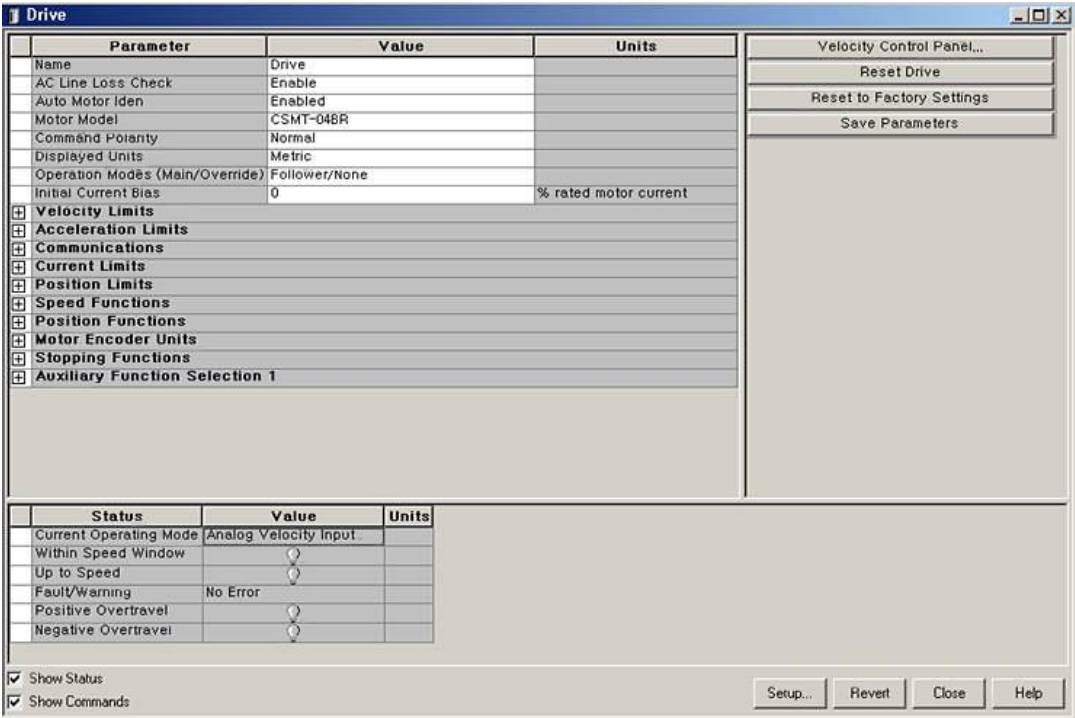 Drive
Parameter Value Units
Name Drive
AC Line Loss Check Enable
Auto Motor Iden Enabled
Motor Model CSMT-04BR
Command Polarity Normal
Displayed Units Metric
Operation Modes (Main/Override) Follower/None
Initial Current Bias 0 % rated motor current
Velocity Limits
Acceleration Limits
Communications
Current Limits
Position Limits
Speed Functions
Position Functions
Motor Encoder Units
Stopping Functions
Auxiliary Function Selection 1
Velocity Control Panel...
Reset Drive
Reset to Factory Settings
Save Parameters
Status Value Units
Current Operating Mode Analog Velocity Input.
Within Speed Window
Up to Speed
Fault/Warning No Error
Positive Overtravel
Negative Overtravel
Show Status
Show Commands
Setup... Revert Close Help